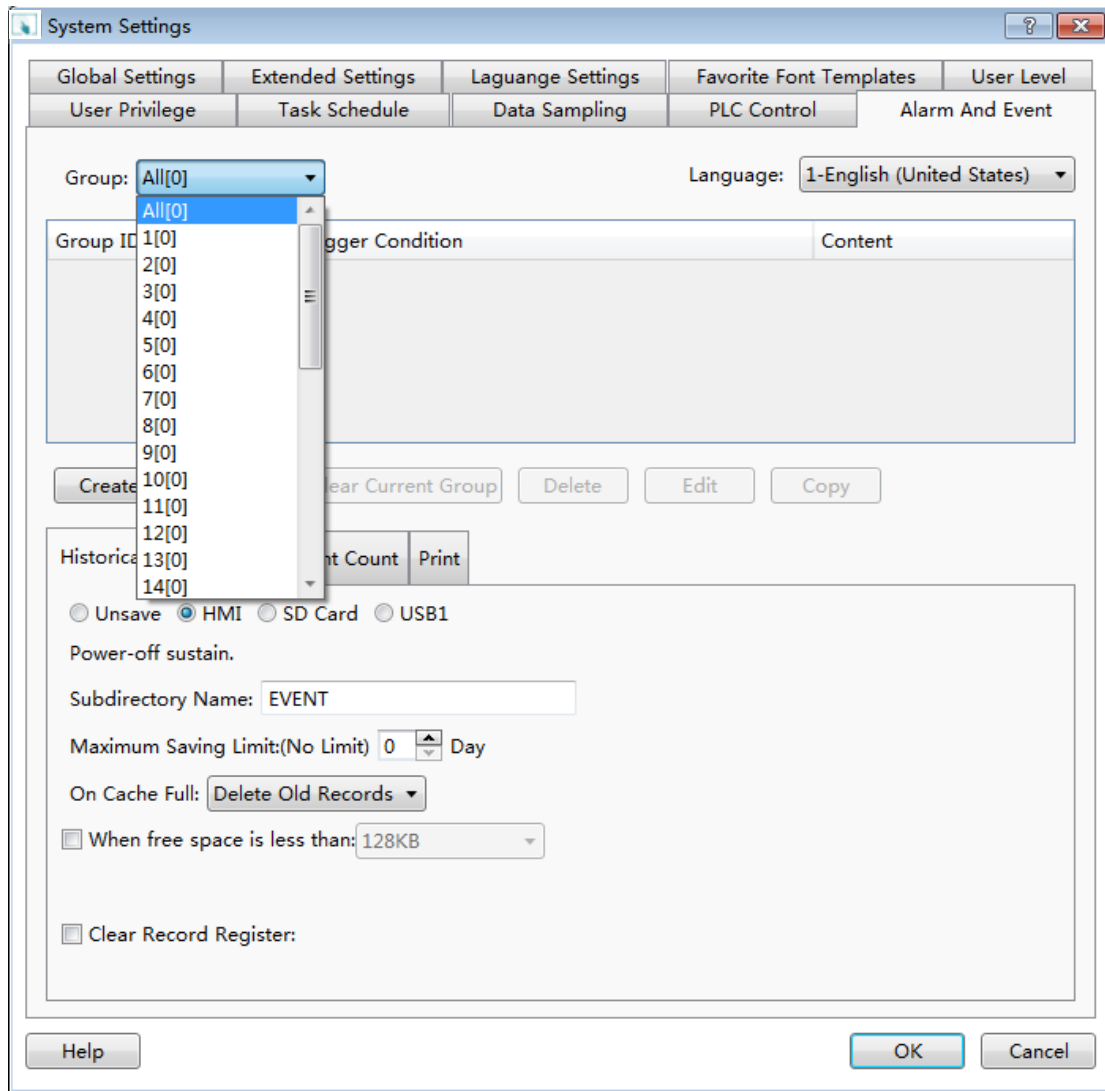 System Settings
Global Settings Extended Settings Laguange Settings Favorite Font Templates User Level
User Privilege Task Schedule Data Sampling PLC Control Alarm And Event
Group: All[0] Language: 1-English (United States)
All[0]
Group ID gger Condition Content
1[0]
2[0]
3[0]
4[0]
5[0]
6[0]
7[0]
8[0]
9[0]
10[0]
Create lear Current Group Delete Edit Copy
11[0]
12[0]
13[0]
Historica nt Count Print
14[0]
Unsave HMI SD Card USB1
Power-off sustain.
Subdirectory Name: EVENT
Maximum Saving Limit:(No Limit) 0 Day
On Cache Full: Delete Old Records
When free space is less than: 128KB
Clear Record Register:
Help OK Cancel